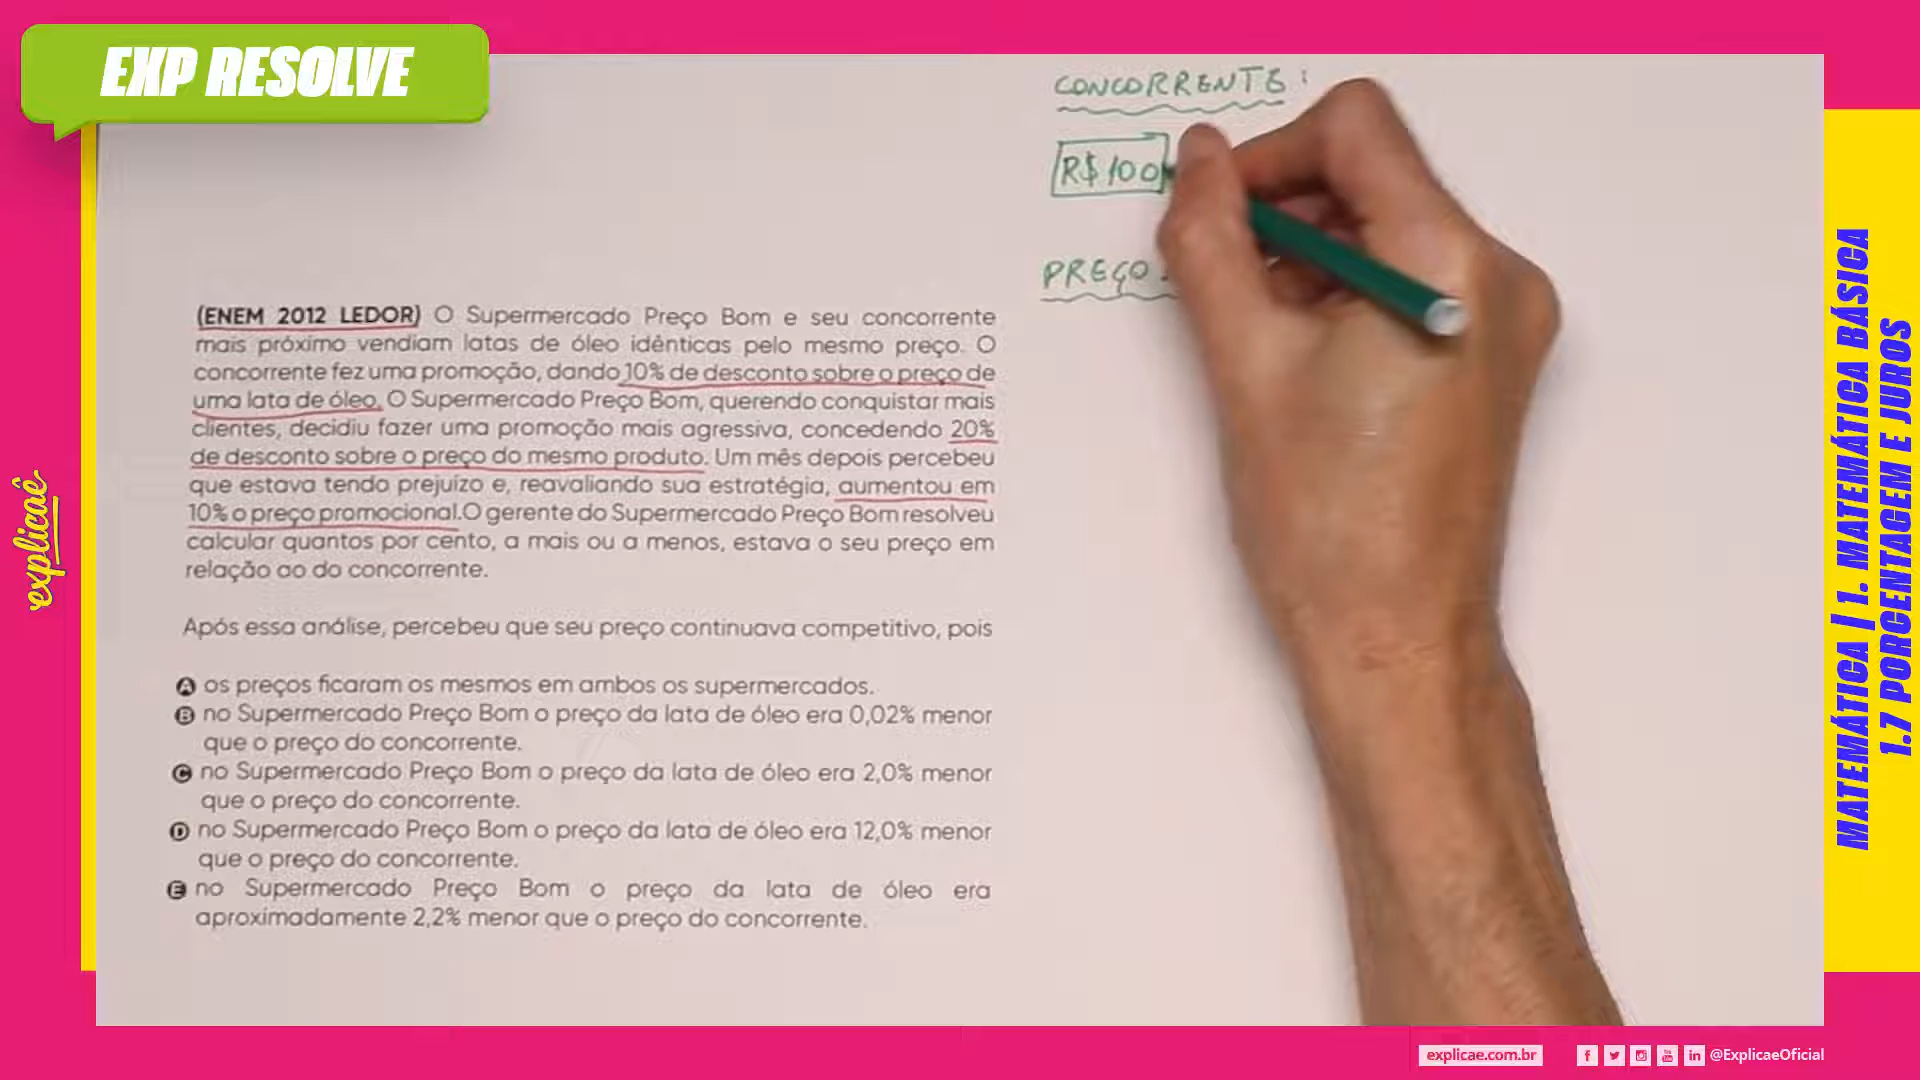 EXP RESOLVE
CONCORRENTE:
R$ 100
PREÇO
(ENEM 2012 LEDOR) O Supermercado Preço Bom e seu concorrente
mais próximo vendiam latas de óleo idênticas pelo mesmo preço. O
concorrente fez uma promoção, dando 10% de desconto sobre o preço de
uma lata de óleo. O Supermercado Preço Bom, querendo conquistar mais
clientes, decidiu fazer uma promoção mais agressiva, concedendo 20%
de desconto sobre o preço do mesmo produto. Um mês depois percebeu
que estava tendo prejuízo e, reavaliando sua estratégia, aumentou em
10% o preço promocional.O gerente do Supermercado Preço Bom resolveu
calcular quantos por cento, a mais ou a menos, estava o seu preço em
relação ao do concorrente.
Após essa análise, percebeu que seu preço continuava competitivo, pois
A os preços ficaram os mesmos em ambos os supermercados.
B no Supermercado Preço Bom o preço da lata de óleo era 0,02% menor
que o preço do concorrente.
C no Supermercado Preço Bom o preço da lata de óleo era 2,0% menor
que o preço do concorrente.
D no Supermercado Preço Bom o preço da lata de óleo era 12,0% menor
que o preço do concorrente.
E no Supermercado Preço Bom o preço da lata de óleo era
aproximadamente 2,2% menor que o preço do concorrente.
explicaê
MATEMÁTICA | 1. MATEMÁTICA BÁSICA
1.7 PORCENTAGEM E JUROS
explicae.com.br
@ExplicaeOficial